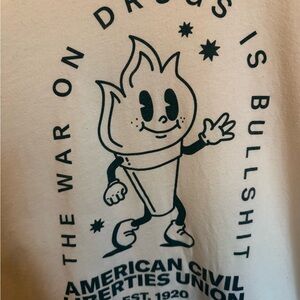 THE WAR ON DRUGS IS BULLSHIT
AMERICAN CIVIL
LIBERTIES UNION
EST. 1920